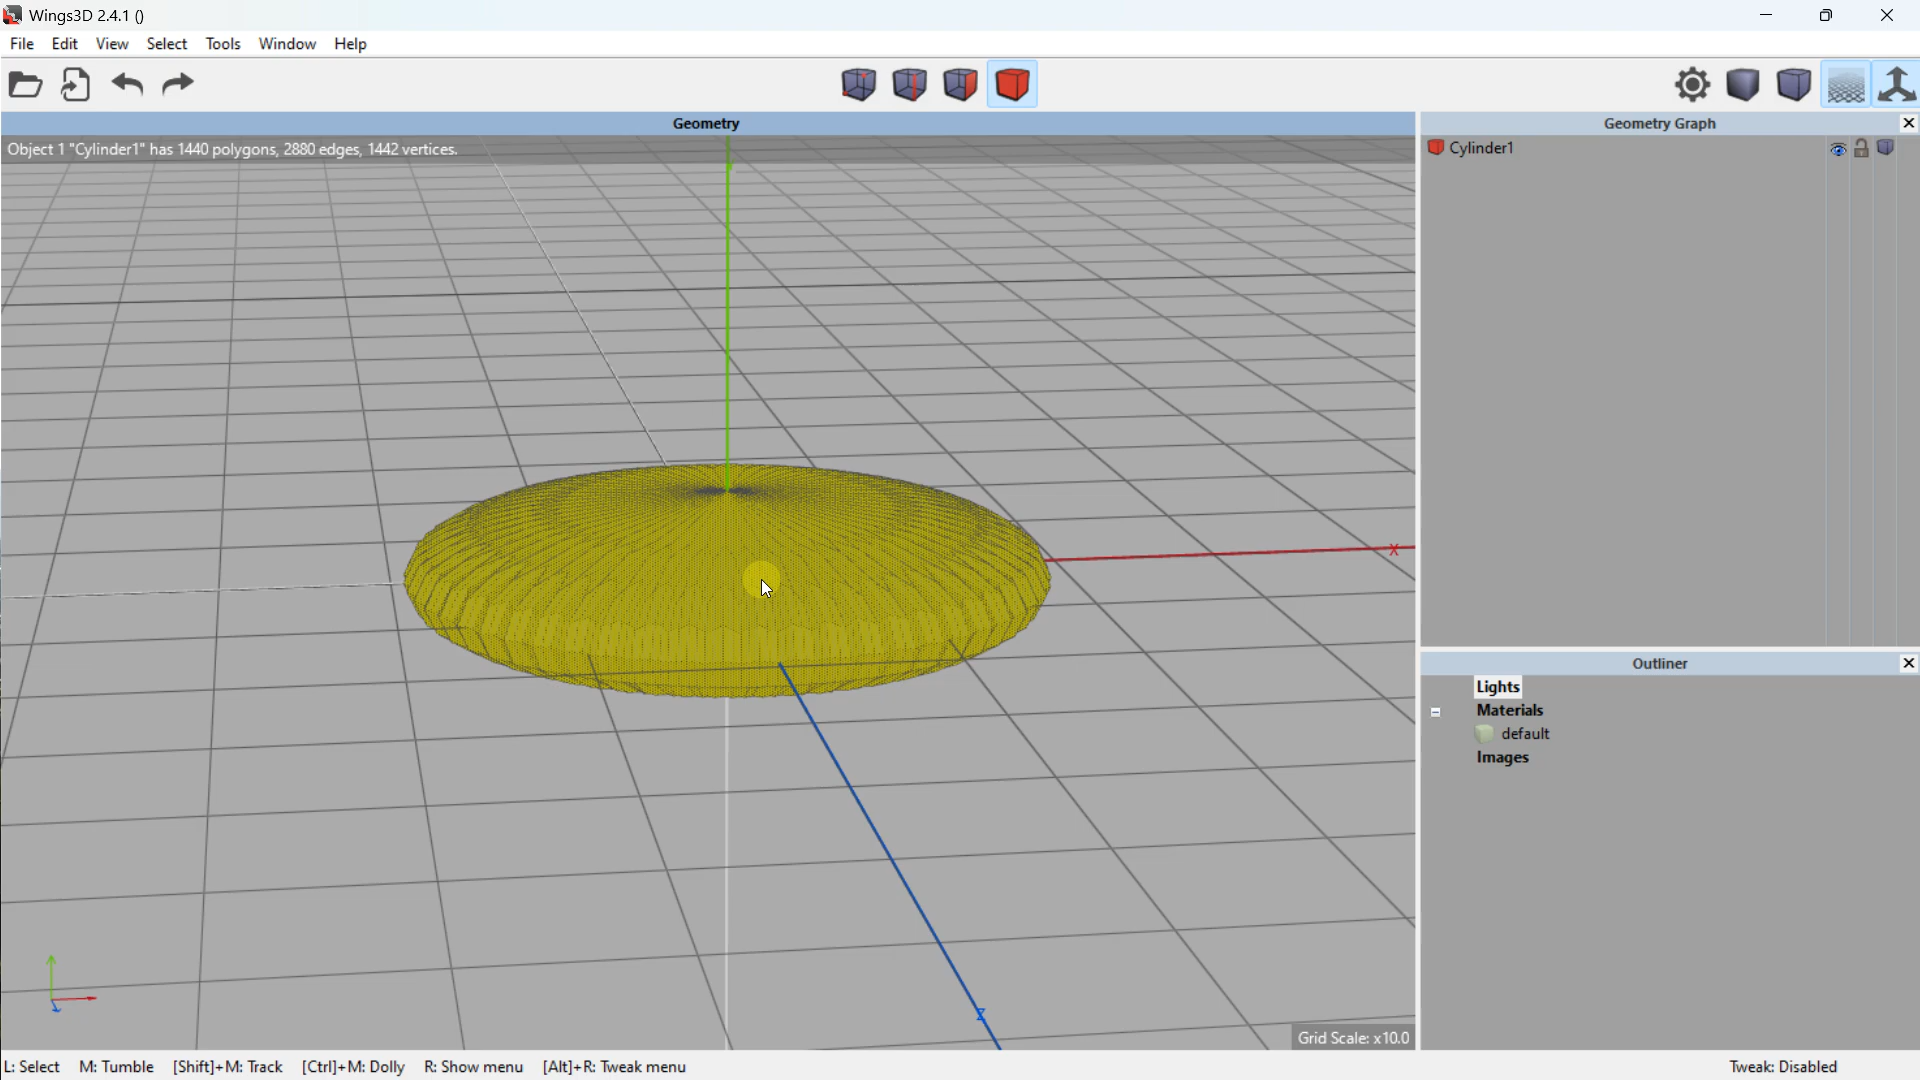 Wings3D 2.4.1 ()
File Edit View Select Tools Window Help
Geometry
Object 1 "Cylinder1" has 1440 polygons, 2880 edges, 1442 vertices.
X
Z
Grid Scale: x10.0
Geometry Graph
Cylinder1
Outliner
Lights
Materials
default
Images
L: Select M: Tumble [Shift]+M: Track [Ctrl]+M: Dolly R: Show menu [Alt]+R: Tweak menu
Tweak: Disabled